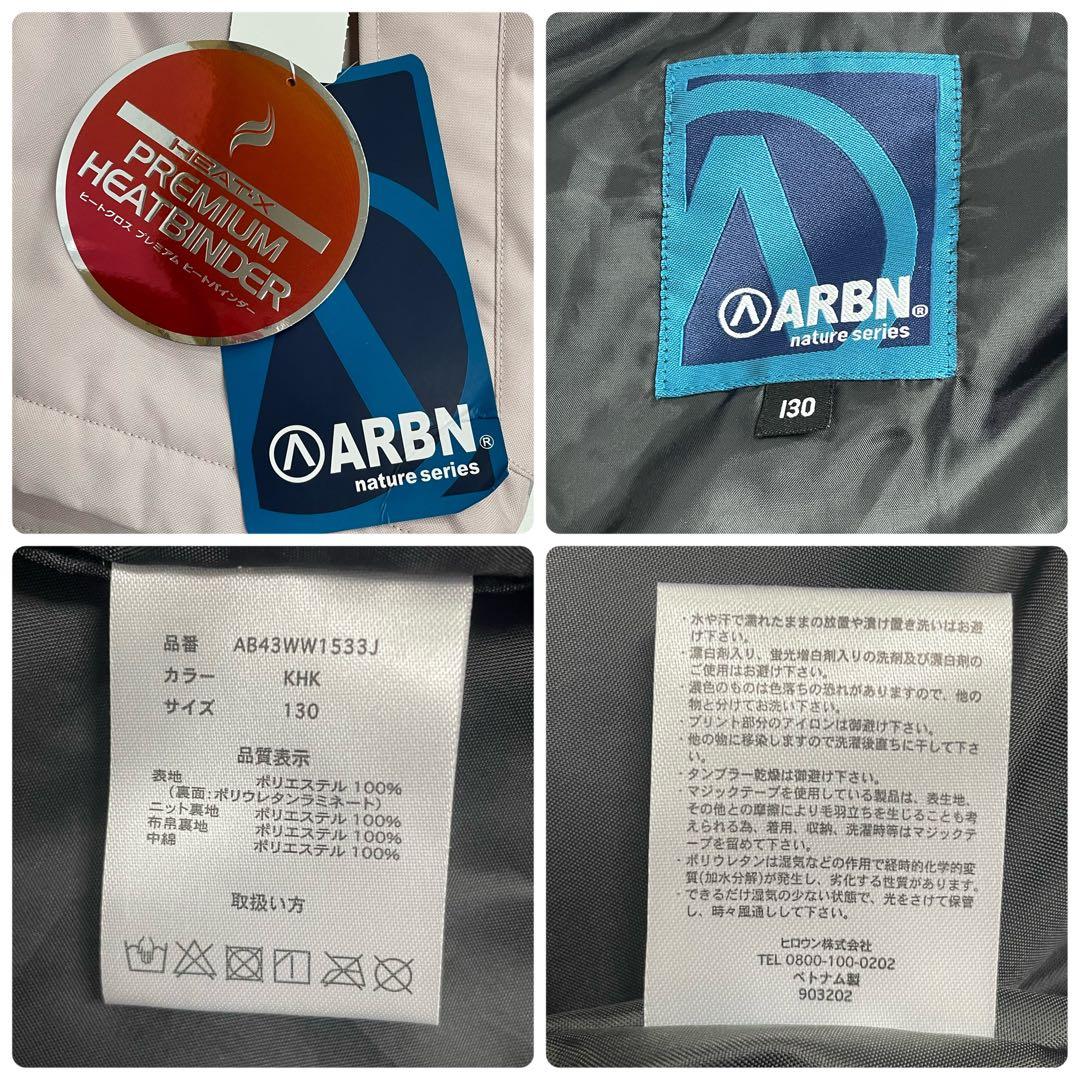 HEAT-X
PREMIUM
HEATBINDER
ヒートクロス プレミアム ヒートバインダー
ARBN®
nature series
ARBN®
nature series
130
品番 AB43WW1533J
カラー KHK
サイズ 130
品質表示
表地 ポリエステル 100%
(裏面:ポリウレタンラミネート)
ニット裏地 ポリエステル 100%
布帛裏地 ポリエステル 100%
中綿 ポリエステル 100%
取扱い方
・水や汗で濡れたままの放置や漬け置き洗いはお避
け下さい。
・漂白剤入り、蛍光増白剤入りの洗剤及び漂白剤の
ご使用はお避け下さい。
・濃色のものは色落ちの恐れがありますので、他の
物と分けてお洗い下さい。
・プリント部分のアイロンは御避け下さい。
・他の物に移染しますので洗濯後直ちに干して下さ
い。
・タンブラー乾燥は御避け下さい。
・マジックテープを使用している製品は、表生地、
その他との摩擦により毛羽立ちを生じることも考
えられる為、着用、収納、洗濯時等はマジックテ
ープを留めて下さい。
・ポリウレタンは湿気などの作用で経時的化学的変
質(加水分解)が発生し、劣化する性質があります。
・できるだけ湿気の少ない状態で、光をさけて保管
し、時々風通しして下さい。
ヒロウン株式会社
TEL 0800-100-0202
ベトナム製
903202